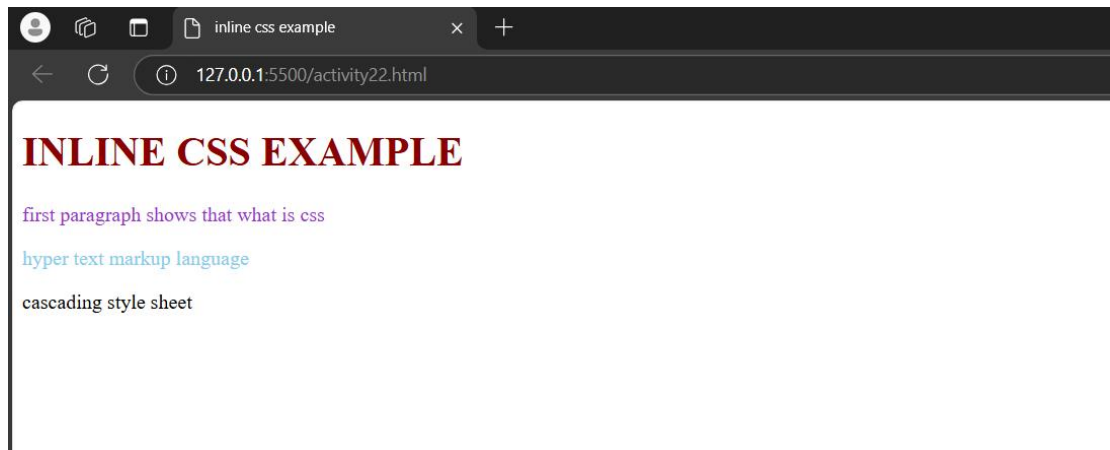 inline css example
127.0.0.1:5500/activity22.html
INLINE CSS EXAMPLE
first paragraph shows that what is css
hyper text markup language
cascading style sheet